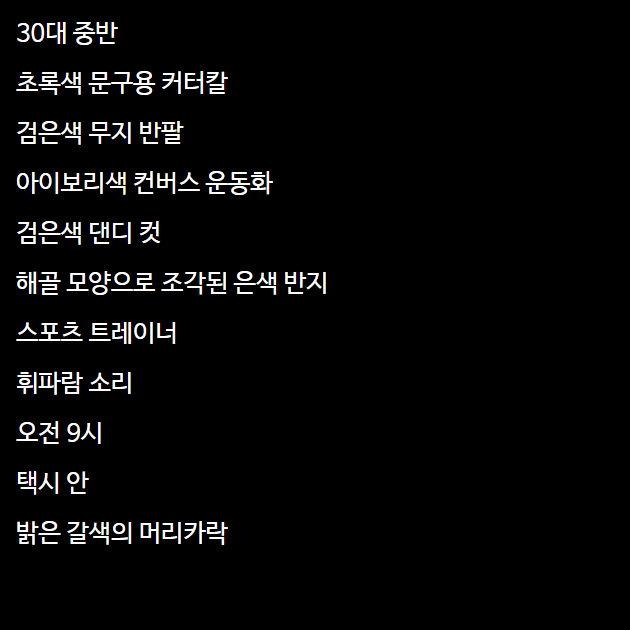 30대 중반
초록색 문구용 커터칼
검은색 무지 반팔
아이보리색 컨버스 운동화
검은색 댄디 컷
해골 모양으로 조각된 은색 반지
스포츠 트레이너
휘파람 소리
오전 9시
택시 안
밝은 갈색의 머리카락